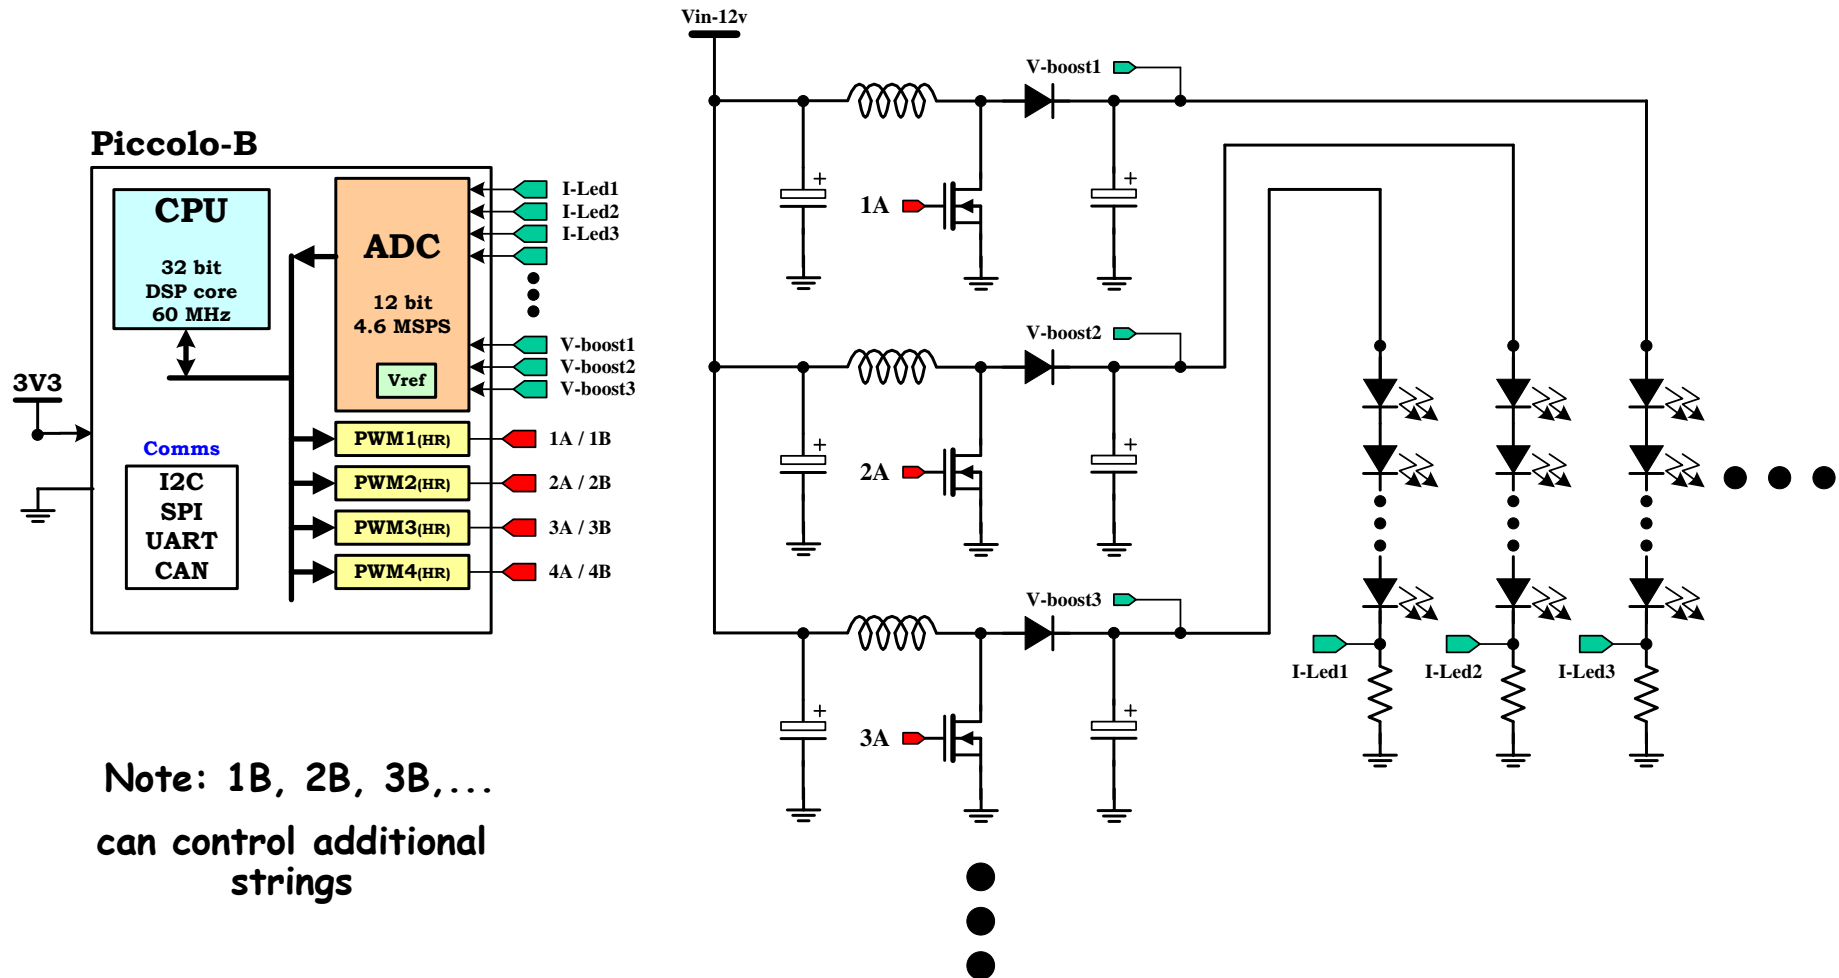 Piccolo-B
CPU
32 bit
DSP core
60 MHz
ADC
12 bit
4.6 MSPS
Vref
I-Led1
I-Led2
I-Led3
V-boost1
V-boost2
V-boost3
3V3
Comms
I2C
SPI
UART
CAN
PWM1(HR)
1A / 1B
PWM2(HR)
2A / 2B
PWM3(HR)
3A / 3B
PWM4(HR)
4A / 4B
Note: 1B, 2B, 3B,...
can control additional
strings
Vin-12v
V-boost1
+
+
1A
V-boost2
+
+
2A
V-boost3
+
+
3A
I-Led1
I-Led2
I-Led3